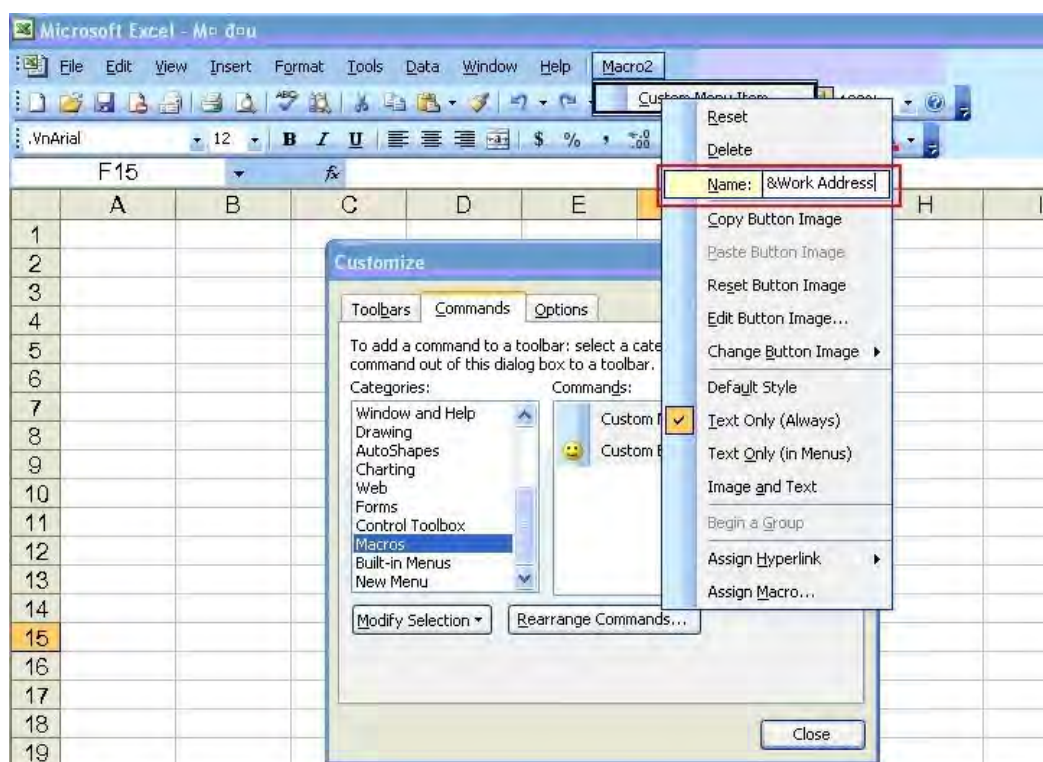 Microsoft Excel - M¤ đ¤u
File Edit View Insert Format Tools Data Window Help Macro2
Custom Menu Item
.VnArial 12 B I U $ % ,
F15 fx
A B C D E H
1
2
3
4
5
6
7
8
9
10
11
12
13
14
15
16
17
18
19
Customize
Toolbars Commands Options
To add a command to a toolbar: select a
command out of this dialog box to a toolbar.
Categories: Commands:
Window and Help
Drawing
AutoShapes
Charting
Web
Forms
Control Toolbox
Macros
Built-in Menus
New Menu
Custom
Custom
Modify Selection Rearrange Commands...
Close
Reset
Delete
Name: &Work Address
Copy Button Image
Paste Button Image
Reset Button Image
Edit Button Image...
Change Button Image
Default Style
Text Only (Always)
Text Only (in Menus)
Image and Text
Begin a Group
Assign Hyperlink
Assign Macro...